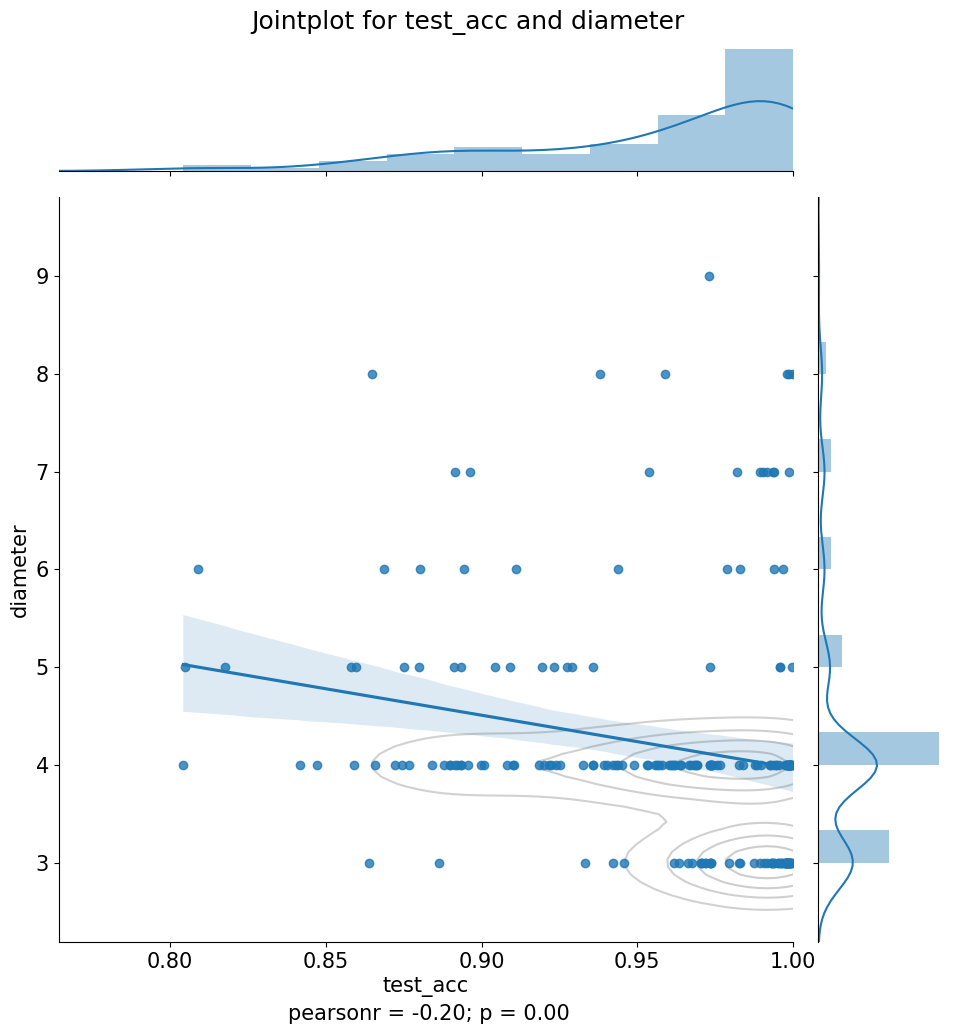 Jointplot for test_acc and diameter
9
8
7
6
5
4
3
diameter
0.80 0.85 0.90 0.95 1.00
test_acc
pearsonr = -0.20; p = 0.00